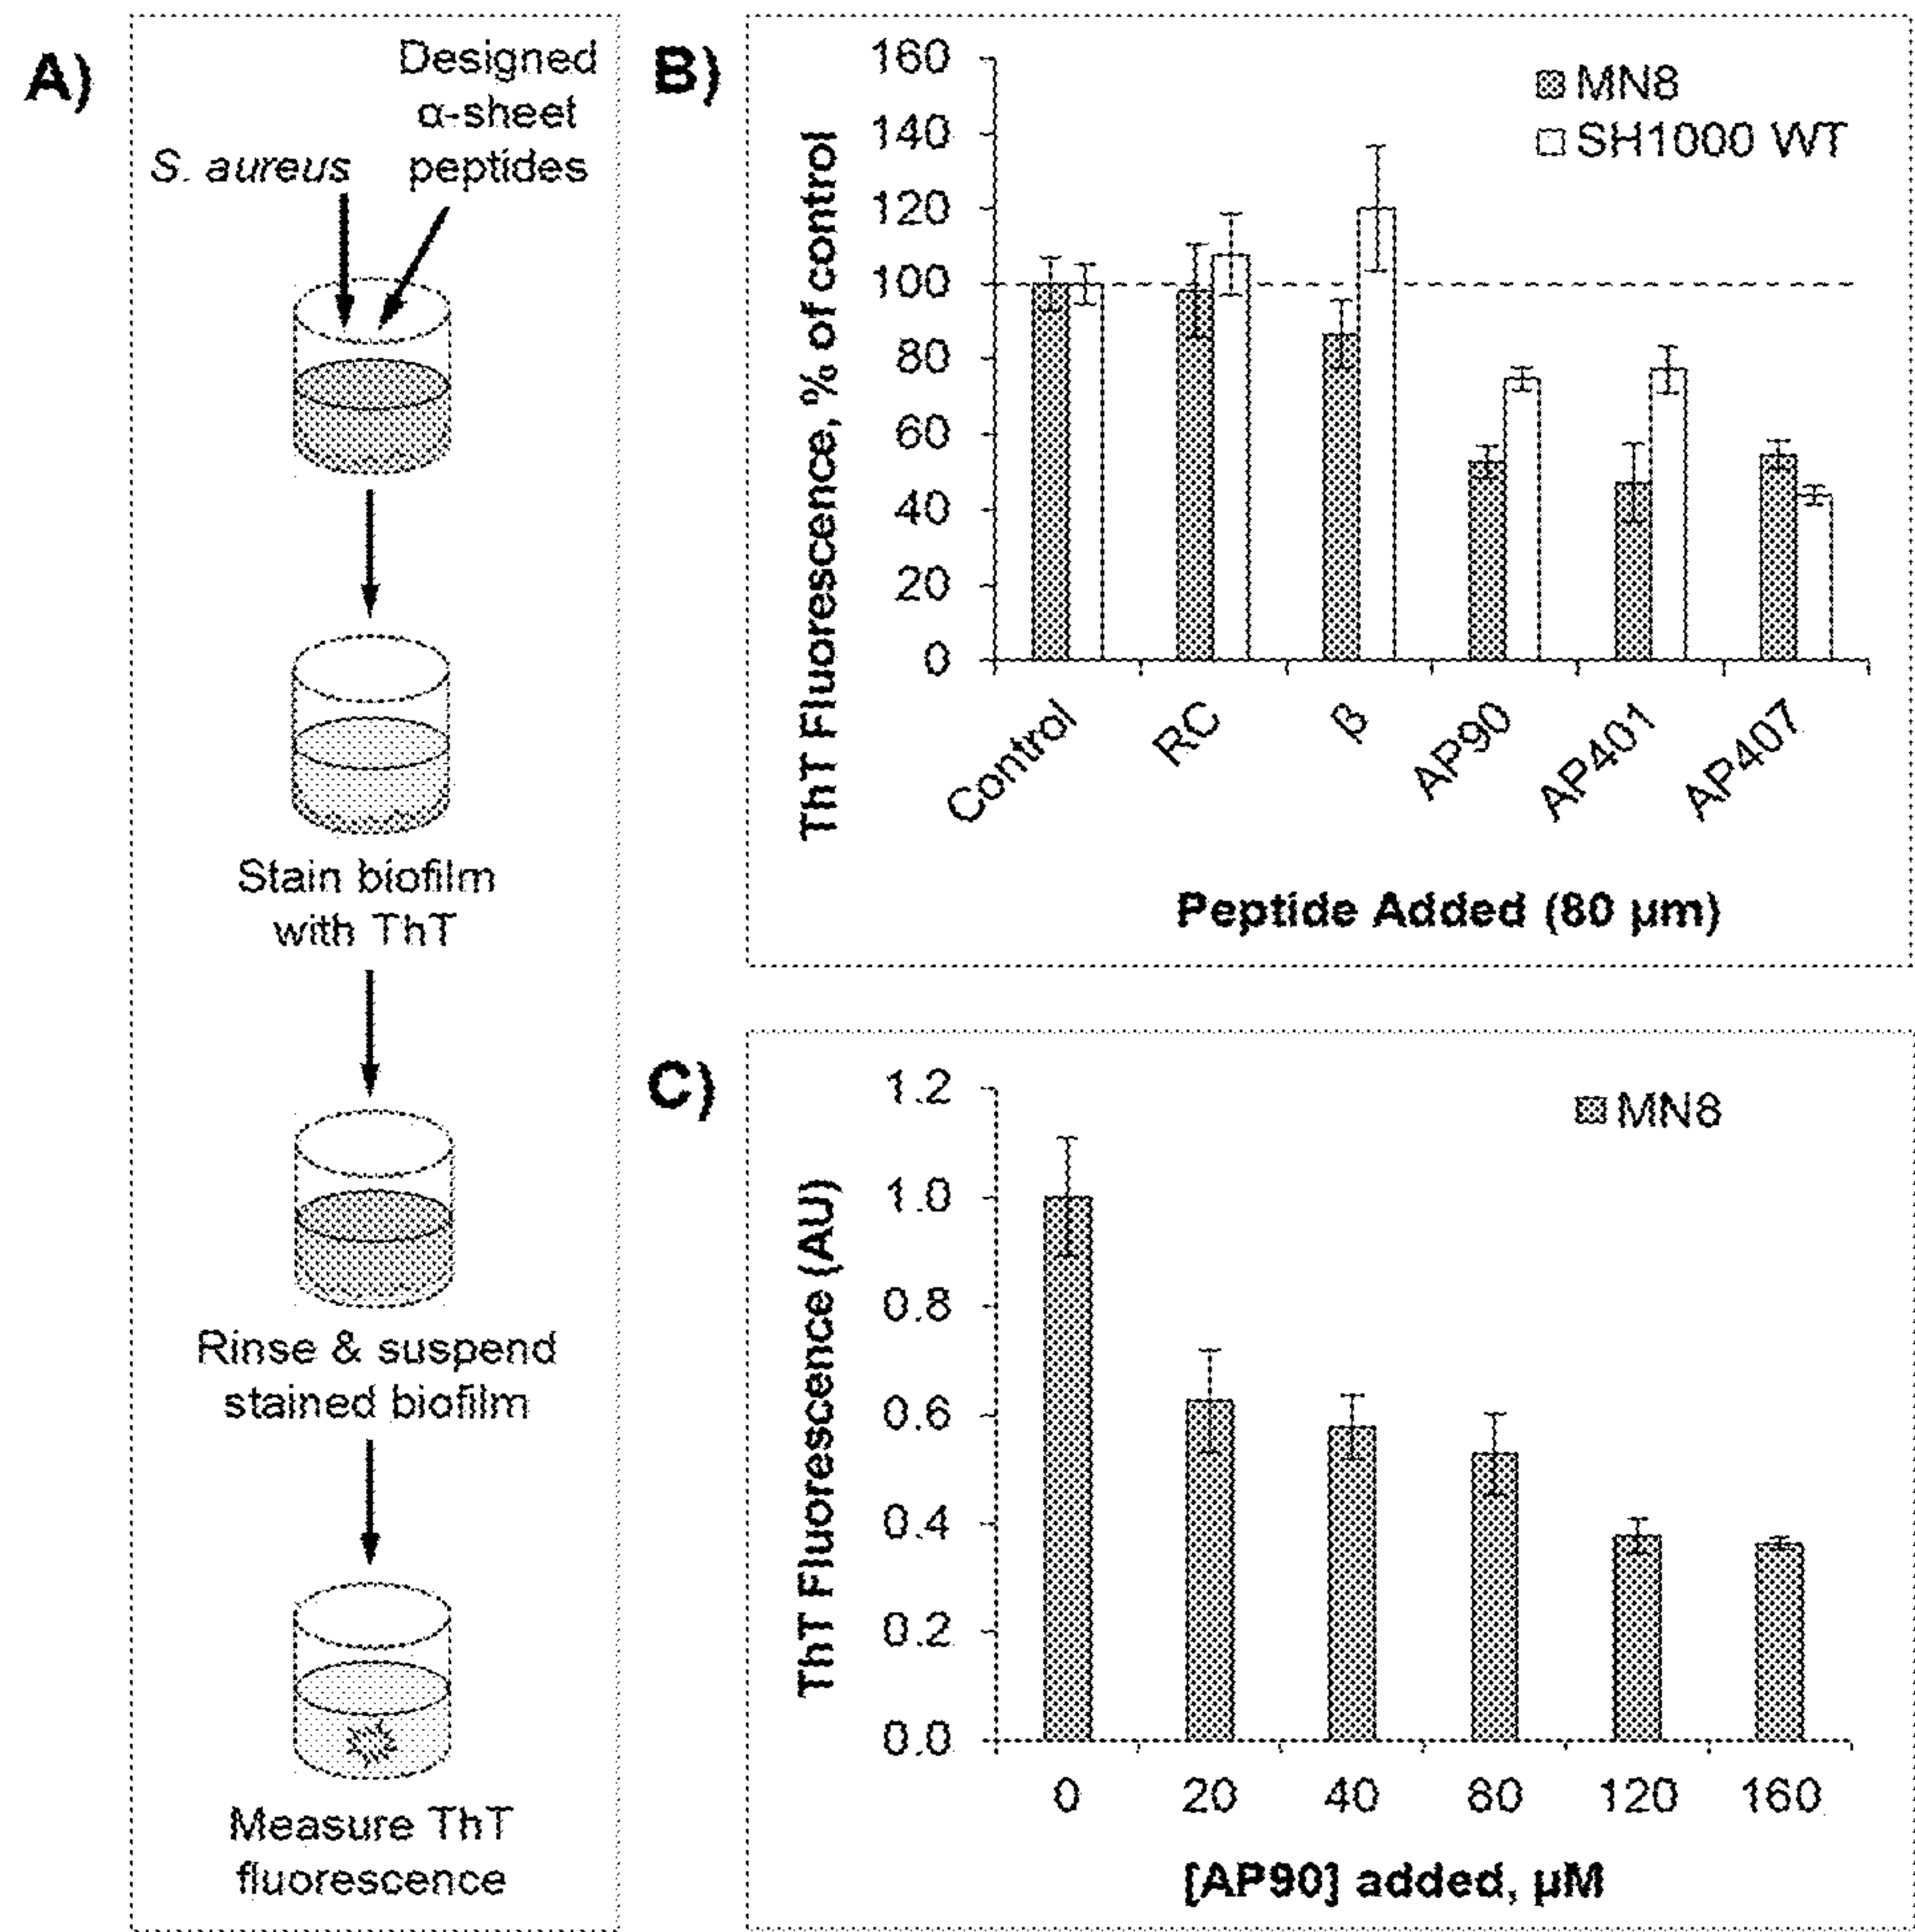 A)
Designed
α-sheet
peptides
S. aureus
Stain biofilm
with ThT
Rinse & suspend
stained biofilm
Measure ThT
fluorescence
B)
ThT Fluorescence, % of control
160
140
120
100
80
60
40
20
0
MN8
SH1000 WT
Control
RC
β
AP90
AP401
AP407
Peptide Added (80 µm)
C)
ThT Fluorescence (AU)
1.2
1.0
0.8
0.6
0.4
0.2
0.0
MN8
0
20
40
80
120
160
[AP90] added, µM